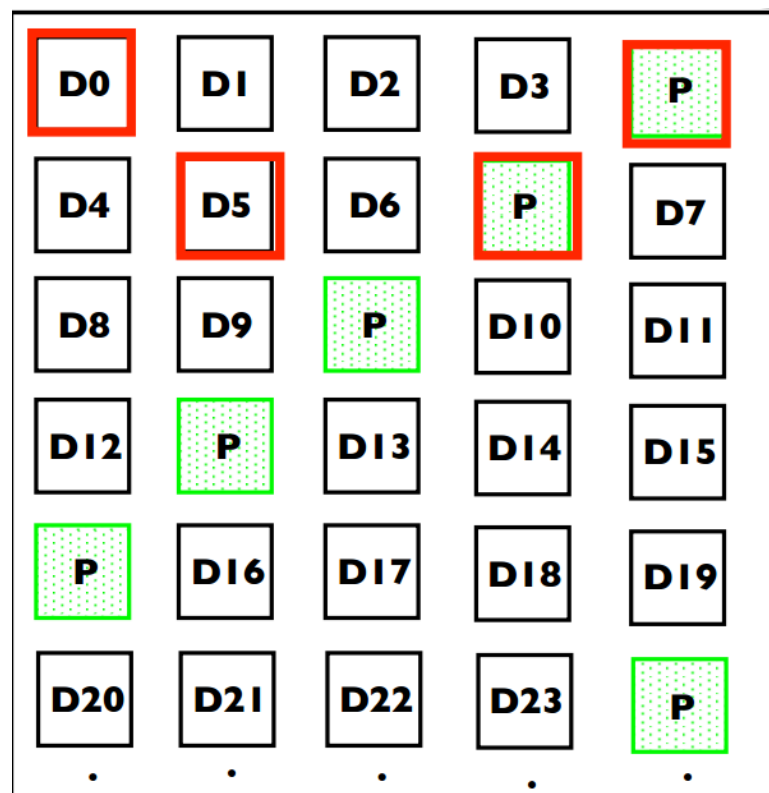 D0 D1 D2 D3 P
D4 D5 D6 P D7
D8 D9 P D10 D11
D12 P D13 D14 D15
P D16 D17 D18 D19
D20 D21 D22 D23 P
. . . . .